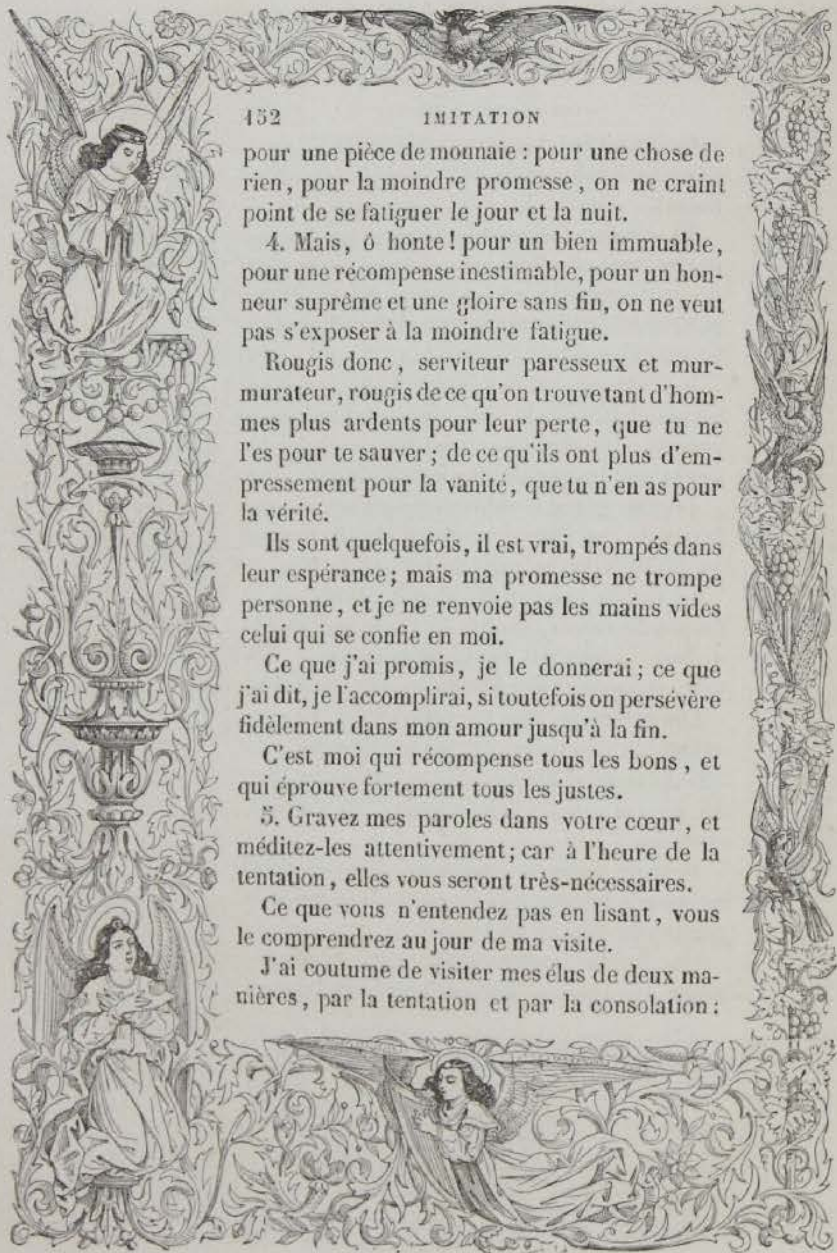 152 IMITATION
pour une pièce de monnaie : pour une chose de
rien, pour la moindre promesse, on ne craint
point de se fatiguer le jour et la nuit.
4. Mais, ô honte! pour un bien immuable,
pour une récompense inestimable, pour un hon-
neur suprême et une gloire sans fin, on ne veut
pas s'exposer à la moindre fatigue.
Rougis donc, serviteur paresseux et mur-
murateur, rougis de ce qu'on trouve tant d'hom-
mes plus ardents pour leur perte, que tu ne
l'es pour te sauver; de ce qu'ils ont plus d'em-
pressement pour la vanité, que tu n'en as pour
la vérité.
Ils sont quelquefois, il est vrai, trompés dans
leur espérance; mais ma promesse ne trompe
personne, et je ne renvoie pas les mains vides
celui qui se confie en moi.
Ce que j'ai promis, je le donnerai; ce que
j'ai dit, je l'accomplirai, si toutefois on persévère
fidèlement dans mon amour jusqu'à la fin.
C'est moi qui récompense tous les bons, et
qui éprouve fortement tous les justes.
5. Gravez mes paroles dans votre cœur, et
méditez-les attentivement; car à l'heure de la
tentation, elles vous seront très-nécessaires.
Ce que vous n'entendez pas en lisant, vous
le comprendrez au jour de ma visite.
J'ai coutume de visiter mes élus de deux ma-
nières, par la tentation et par la consolation :